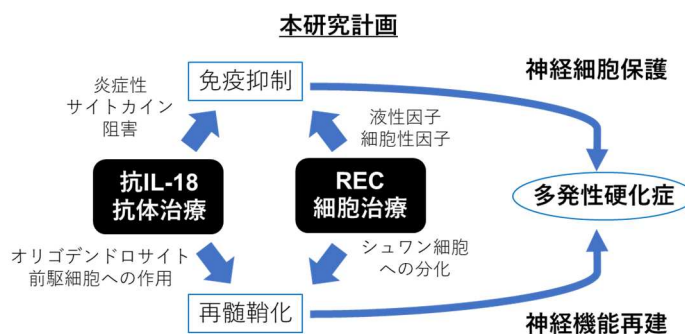 本研究計画
神経細胞保護
免疫抑制
炎症性
サイトカイン
阻害
液性因子
細胞性因子
抗IL-18
抗体治療
REC
細胞治療
多発性硬化症
オリゴデンドロサイト
前駆細胞への作用
シュワン細胞
への分化
再髄鞘化
神経機能再建